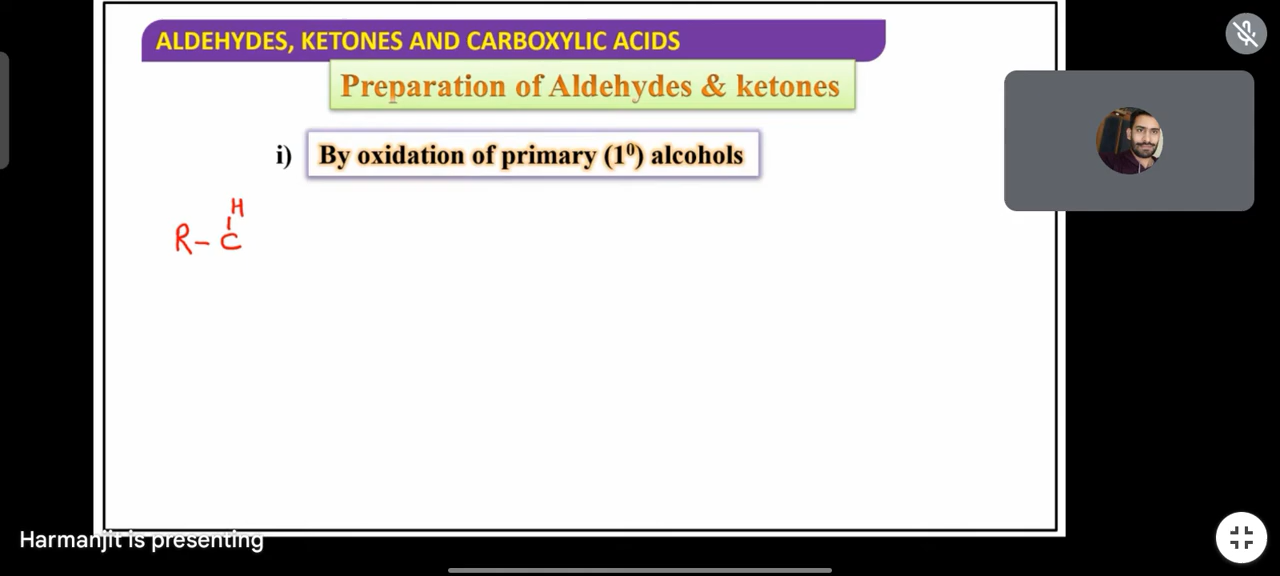 ALDEHYDES, KETONES AND CARBOXYLIC ACIDS
Preparation of Aldehydes & ketones
i) By oxidation of primary (1⁰) alcohols
H
R - C
Harmanjit is presenting